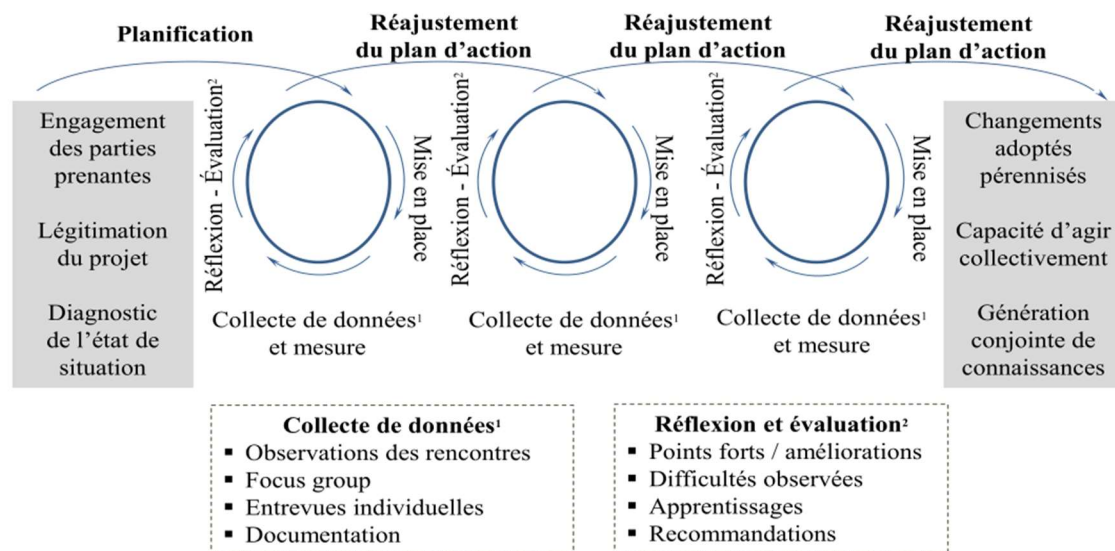 Planification
Réajustement
du plan d’action
Réajustement
du plan d’action
Réajustement
du plan d’action
Engagement
des parties
prenantes
Légitimation
du projet
Diagnostic
de l’état de
situation
Réflexion - Évaluation²
Mise en place
Collecte de données¹
et mesure
Réflexion - Évaluation²
Mise en place
Collecte de données¹
et mesure
Réflexion - Évaluation²
Mise en place
Collecte de données¹
et mesure
Changements
adoptés
pérennisés
Capacité d’agir
collectivement
Génération
conjointe de
connaissances
Collecte de données¹
▪ Observations des rencontres
▪ Focus group
▪ Entrevues individuelles
▪ Documentation
Réflexion et évaluation²
▪ Points forts / améliorations
▪ Difficultés observées
▪ Apprentissages
▪ Recommandations